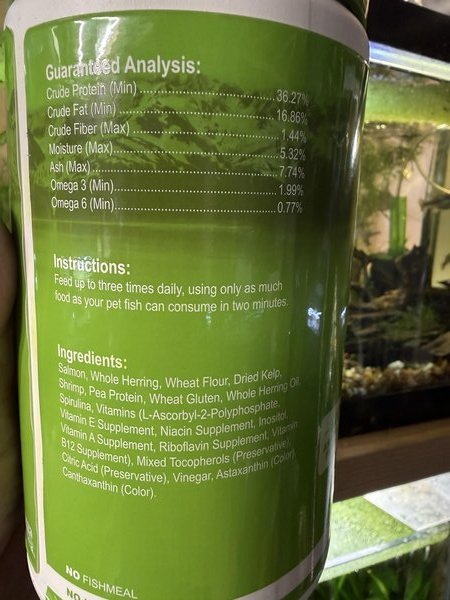 Guaranteed Analysis:
Crude Protein (Min) 36.27%
Crude Fat (Min) 16.86%
Crude Fiber (Max) 1.44%
Moisture (Max) 5.32%
Ash (Max) 7.74%
Omega 3 (Min) 1.99%
Omega 6 (Min) 0.77%
Instructions:
Feed up to three times daily, using only as much
food as your pet fish can consume in two minutes.
Ingredients:
Salmon, Whole Herring, Wheat Flour, Dried Kelp,
Shrimp, Pea Protein, Wheat Gluten, Whole Herring Oil,
Spirulina, Vitamins (L-Ascorbyl-2-Polyphosphate,
Vitamin E Supplement, Niacin Supplement, Inositol,
Vitamin A Supplement, Riboflavin Supplement, Vitamin
B12 Supplement), Mixed Tocopherols (Preservative),
Citric Acid (Preservative), Vinegar, Astaxanthin (Color)
Canthaxanthin (Color).
NO FISHMEAL
NO